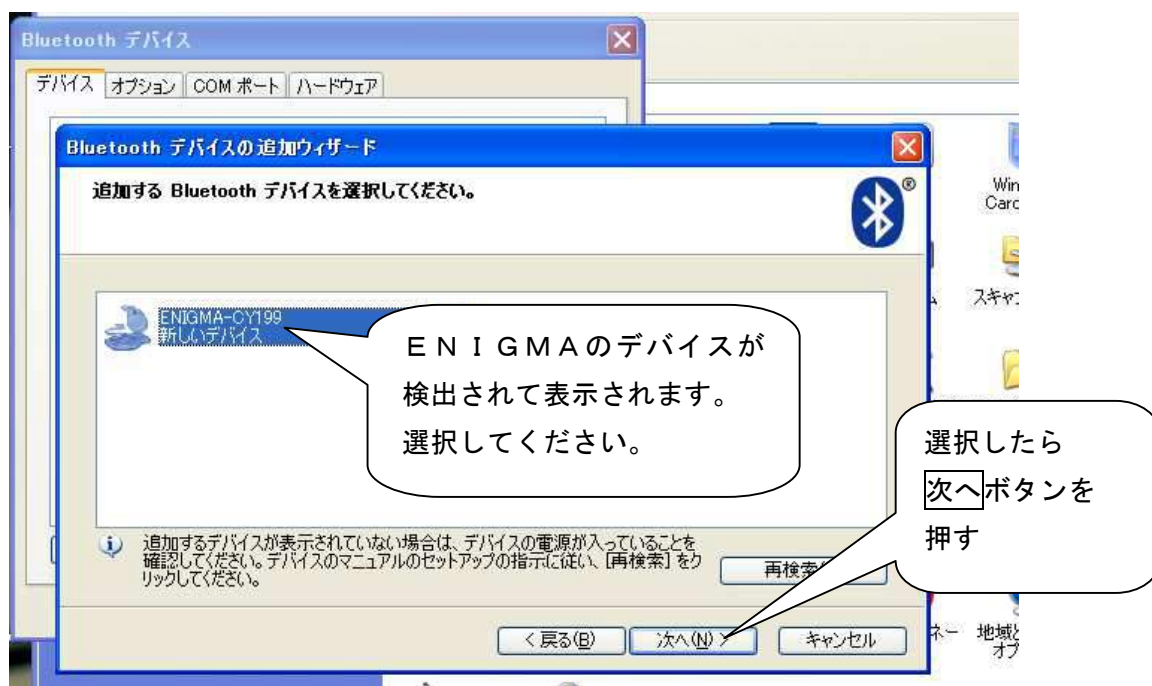 Bluetooth デバイス
デバイス オプション COM ポート ハードウェア
Bluetooth デバイスの追加ウィザード
追加する Bluetooth デバイスを選択してください。
®
Win
Card
ENIGMA-CY199
新しいデバイス
スキャ
ENIGMAのデバイスが
検出されて表示されます。
選択してください。
選択したら
次へボタンを
押す
追加するデバイスが表示されていない場合は、デバイスの電源が入っていることを
確認してください。デバイスのマニュアルのセットアップの指示に従い、[再検索] をク
リックしてください。
再検索
< 戻る(B)
次へ(N) >
キャンセル
ネー
地域と
オプ